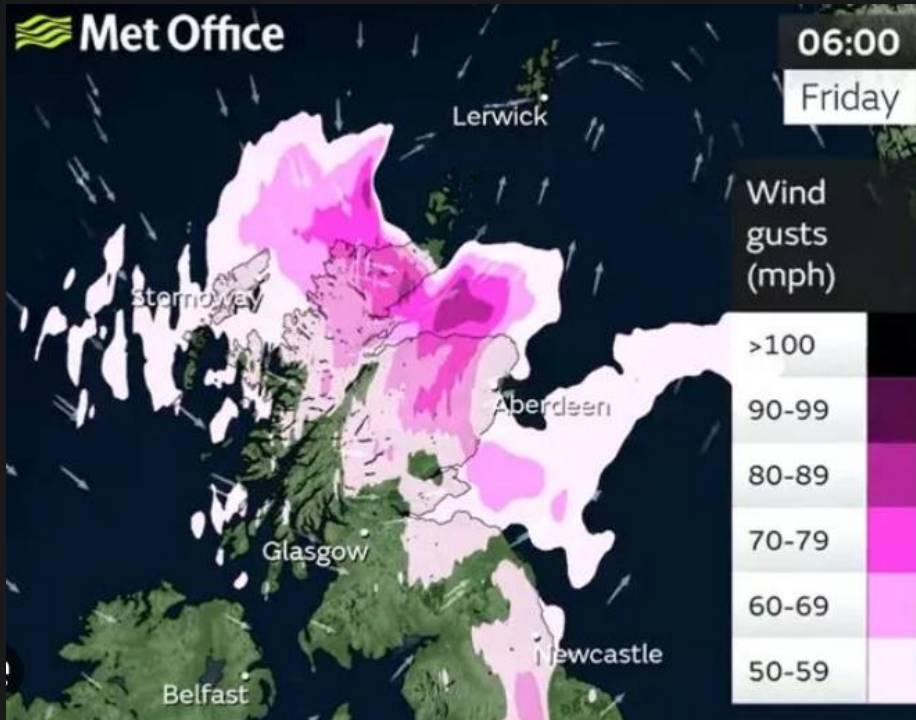 Met Office
06:00
Friday
Lerwick
Wind
gusts
(mph)
Stornoway
>100
90-99
Aberdeen
80-89
70-79
Glasgow
60-69
Newcastle
50-59
Belfast